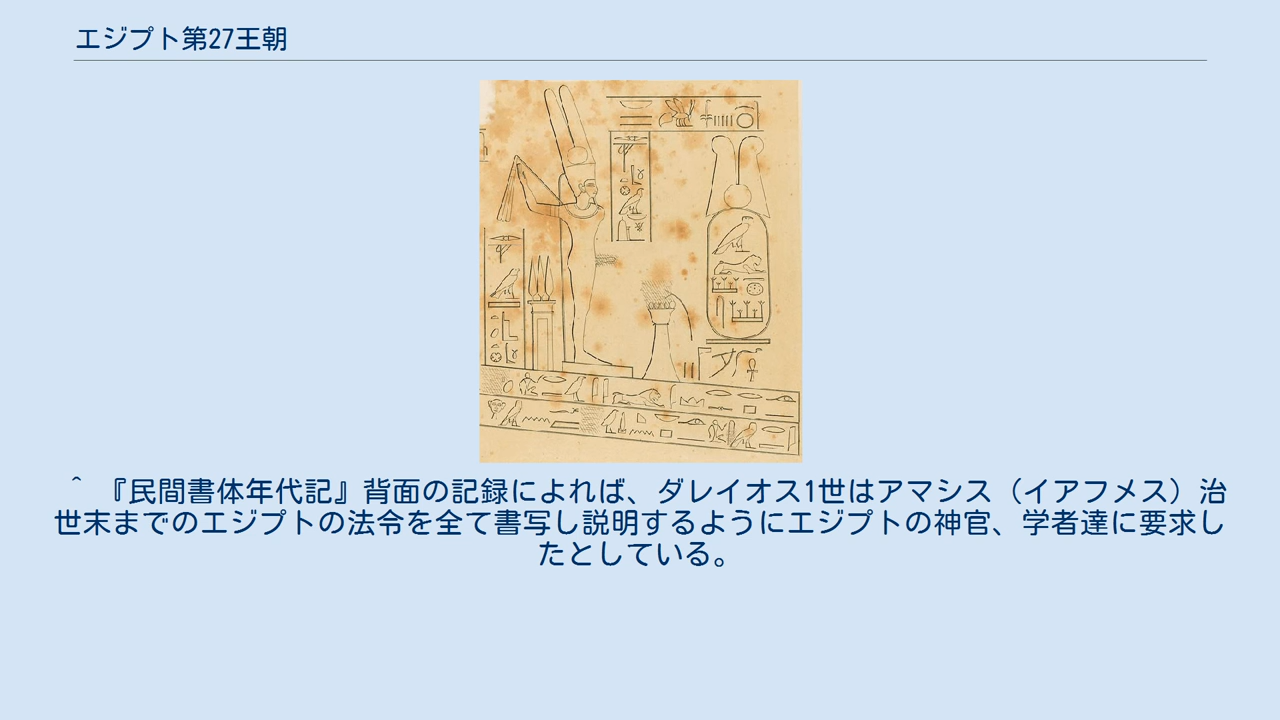 エジプト第27王朝
^ 『民間書体年代記』背面の記録によれば、ダレイオス1世はアマシス（イアフメス）治
世末までのエジプトの法令を全て書写し説明するようにエジプトの神官、学者達に要求し
たとしている。